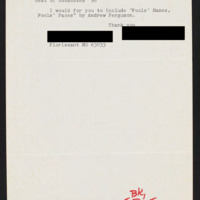 I would for you to include "Fools' Names,
Fools' Faces" by Andrew Ferguson.
Thank you
Florissant MO 63033
BK,